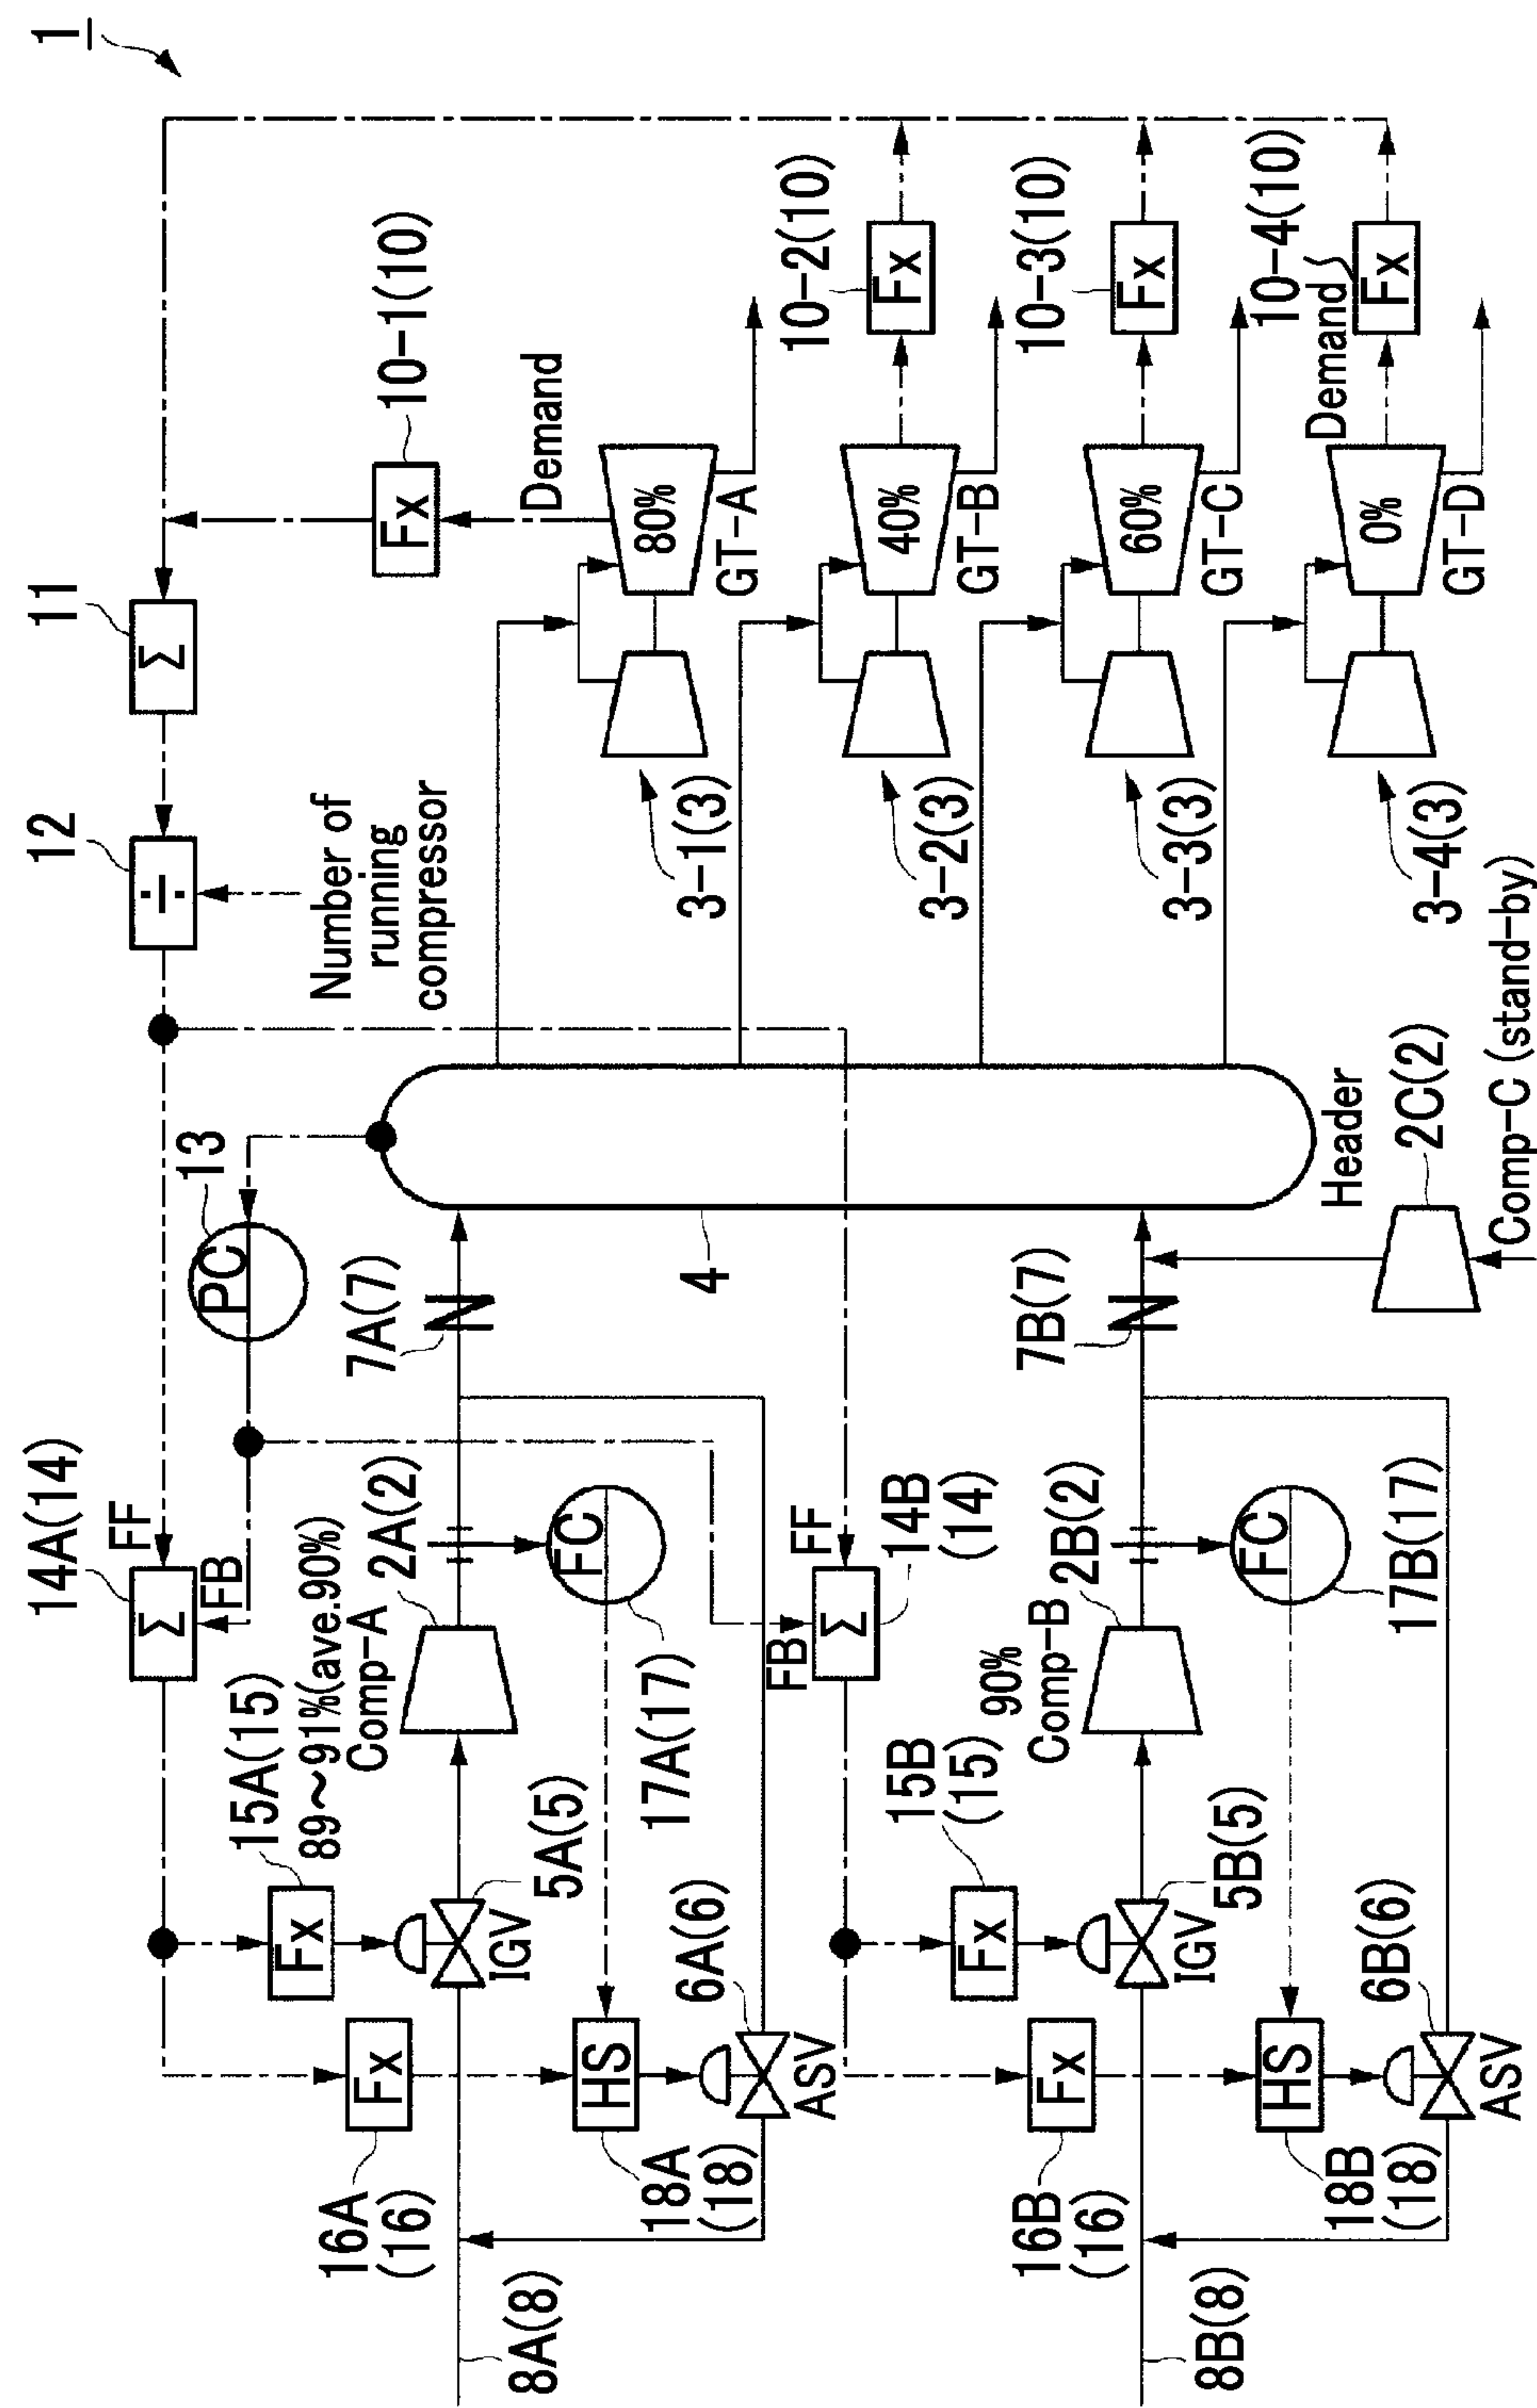 1
14A(14)
FF
Σ
FB
12
÷
11
Σ
13
PC
Number of
running
compressor
10-1(10)
Fx
Demand
15A(15)
Fx
89~91%(ave.90%)
Comp-A
2A(2)
7A(7)
16A
(16)
Fx
IGV
5A(5)
FC
17A(17)
HS
18A
(18)
6A(6)
ASV
8A(8)
4
Header
80%
GT-A
3-1(3)
10-2(10)
Fx
40%
GT-B
3-2(3)
10-3(10)
Fx
60%
GT-C
3-3(3)
10-4(10)
Demand
Fx
0%
GT-D
3-4(3)
FF
FB
Σ
14B
(14)
15B
(15)
Fx
90%
Comp-B
2B(2)
7B(7)
16B
(16)
Fx
IGV
5B(5)
FC
17B(17)
HS
18B
(18)
6B(6)
ASV
8B(8)
2C(2)
Comp-C (stand-by)